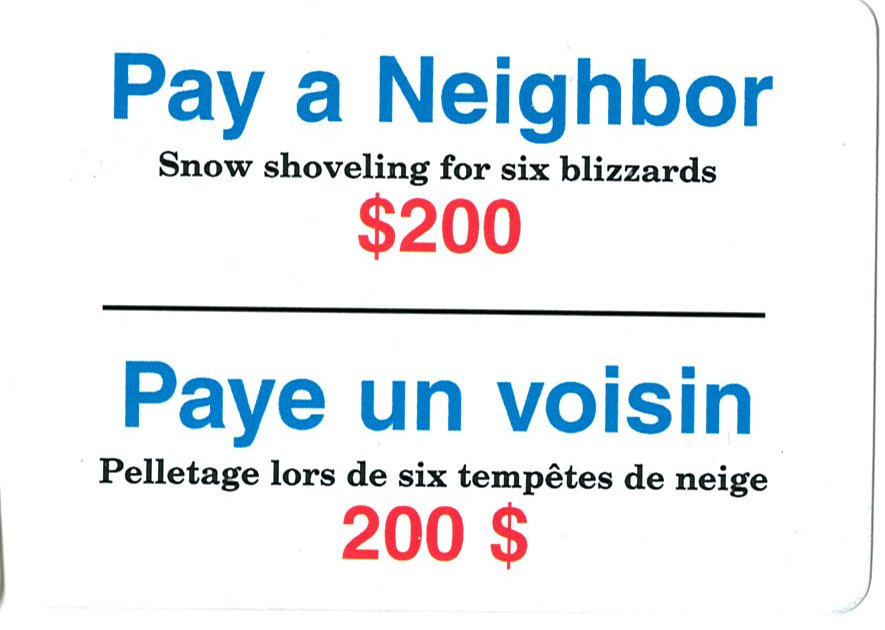 Pay a Neighbor
Snow shoveling for six blizzards
$200
Paye un voisin
Pelletage lors de six tempêtes de neige
200 $